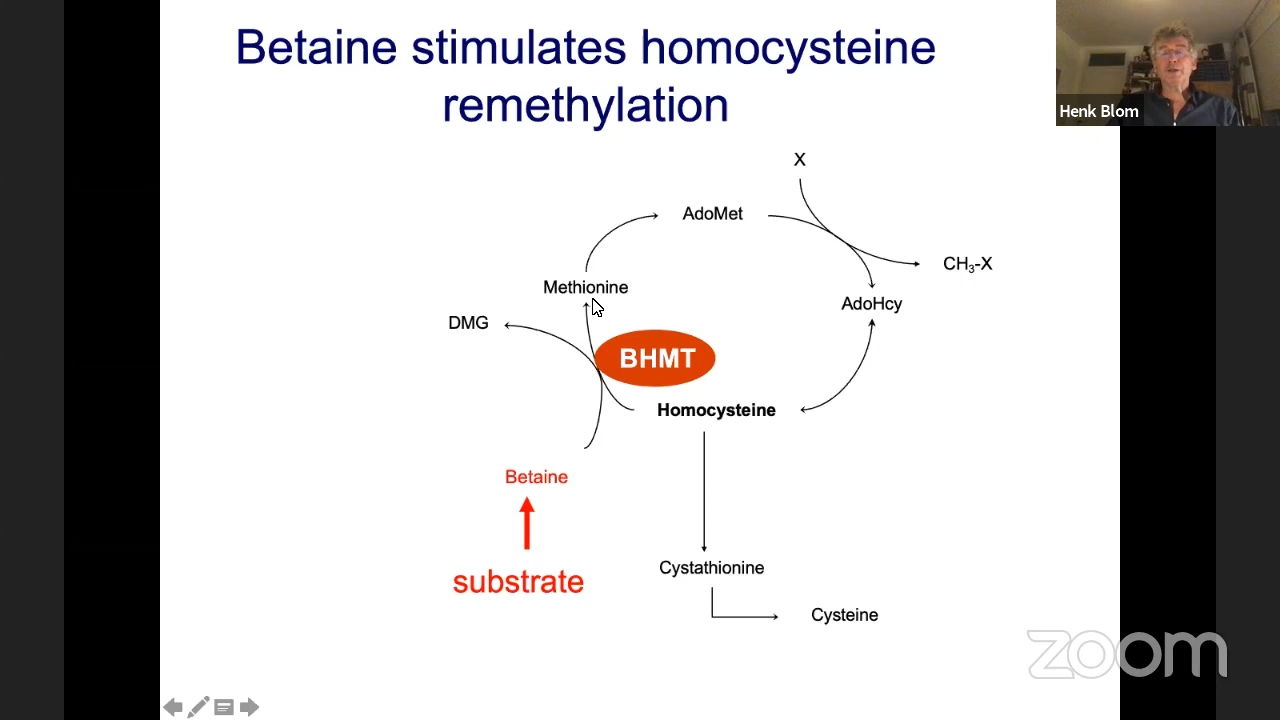 Betaine stimulates homocysteine
remethylation
Henk Blom
X
AdoMet
CH₃-X
Methionine
AdoHcy
DMG
BHMT
Homocysteine
Betaine
substrate
Cystathionine
Cysteine
zoom